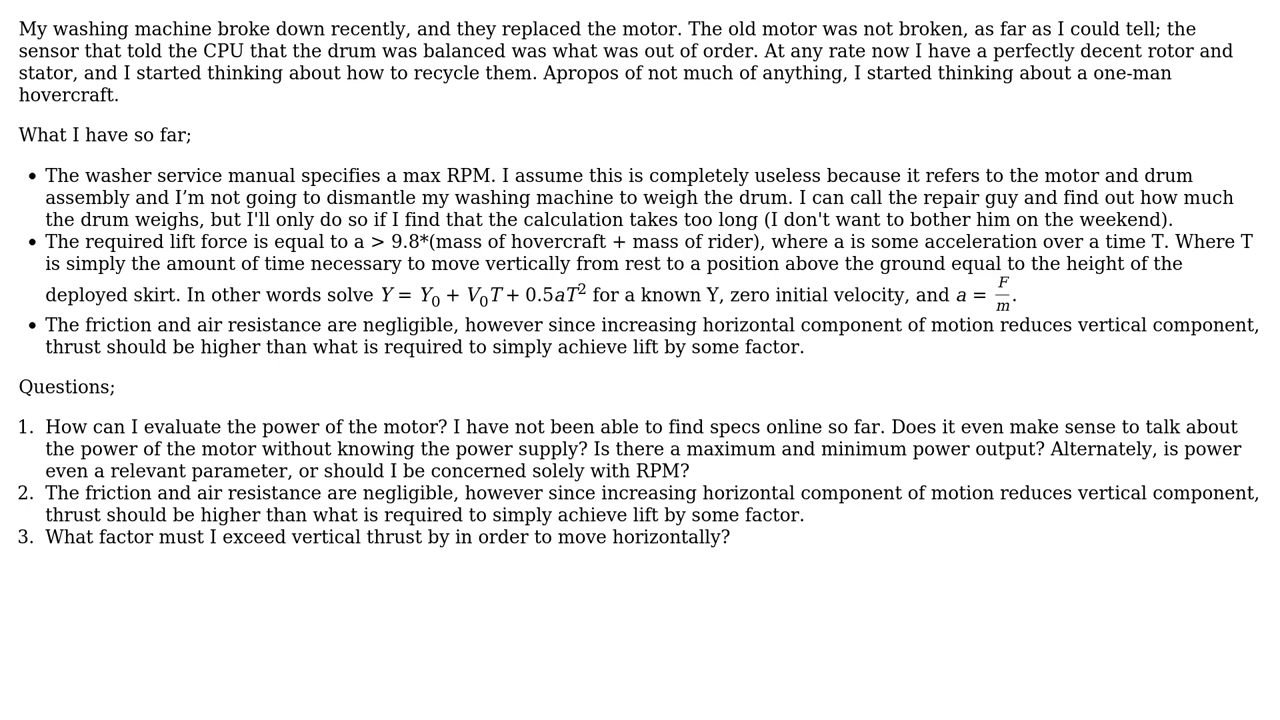 My washing machine broke down recently, and they replaced the motor. The old motor was not broken, as far as I could tell; the
sensor that told the CPU that the drum was balanced was what was out of order. At any rate now I have a perfectly decent rotor and
stator, and I started thinking about how to recycle them. Apropos of not much of anything, I started thinking about a one-man
hovercraft.
What I have so far;
• The washer service manual specifies a max RPM. I assume this is completely useless because it refers to the motor and drum
assembly and I’m not going to dismantle my washing machine to weigh the drum. I can call the repair guy and find out how much
the drum weighs, but I'll only do so if I find that the calculation takes too long (I don't want to bother him on the weekend).
• The required lift force is equal to a > 9.8*(mass of hovercraft + mass of rider), where a is some acceleration over a time T. Where T
is simply the amount of time necessary to move vertically from rest to a position above the ground equal to the height of the
deployed skirt. In other words solve $Y = Y_0 + V_0T + 0.5aT^2$ for a known Y, zero initial velocity, and $a = \frac{F}{m}$.
• The friction and air resistance are negligible, however since increasing horizontal component of motion reduces vertical component,
thrust should be higher than what is required to simply achieve lift by some factor.
Questions;
1. How can I evaluate the power of the motor? I have not been able to find specs online so far. Does it even make sense to talk about
the power of the motor without knowing the power supply? Is there a maximum and minimum power output? Alternately, is power
even a relevant parameter, or should I be concerned solely with RPM?
2. The friction and air resistance are negligible, however since increasing horizontal component of motion reduces vertical component,
thrust should be higher than what is required to simply achieve lift by some factor.
3. What factor must I exceed vertical thrust by in order to move horizontally?